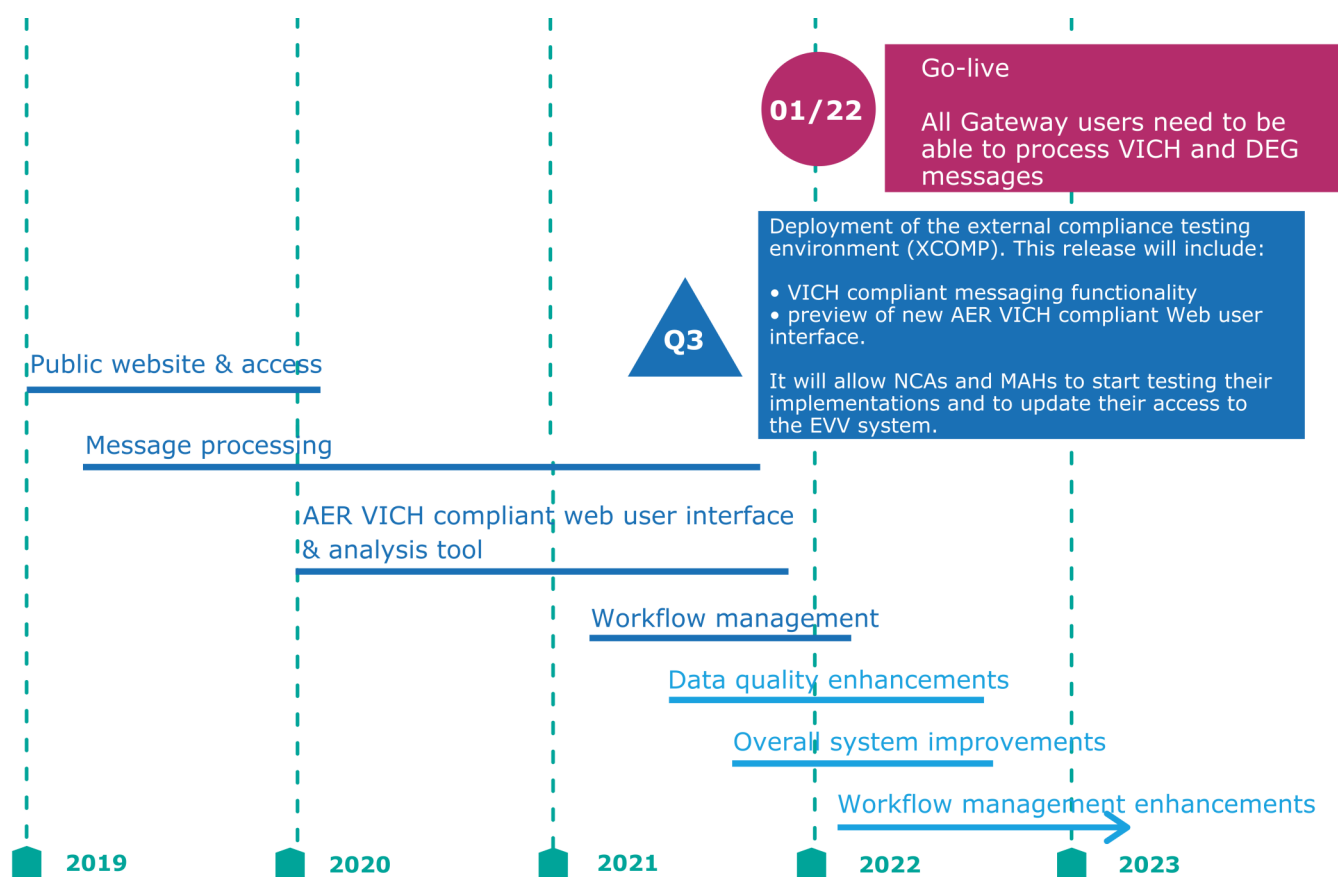 01/22
Go-live
All Gateway users need to be
able to process VICH and DEG
messages
Q3
Deployment of the external compliance testing
environment (XCOMP). This release will include:
• VICH compliant messaging functionality
• preview of new AER VICH compliant Web user
interface.
It will allow NCAs and MAHs to start testing their
implementations and to update their access to
the EVV system.
Public website & access
Message processing
AER VICH compliant web user interface
& analysis tool
Workflow management
Data quality enhancements
Overall system improvements
Workflow management enhancements
2019
2020
2021
2022
2023